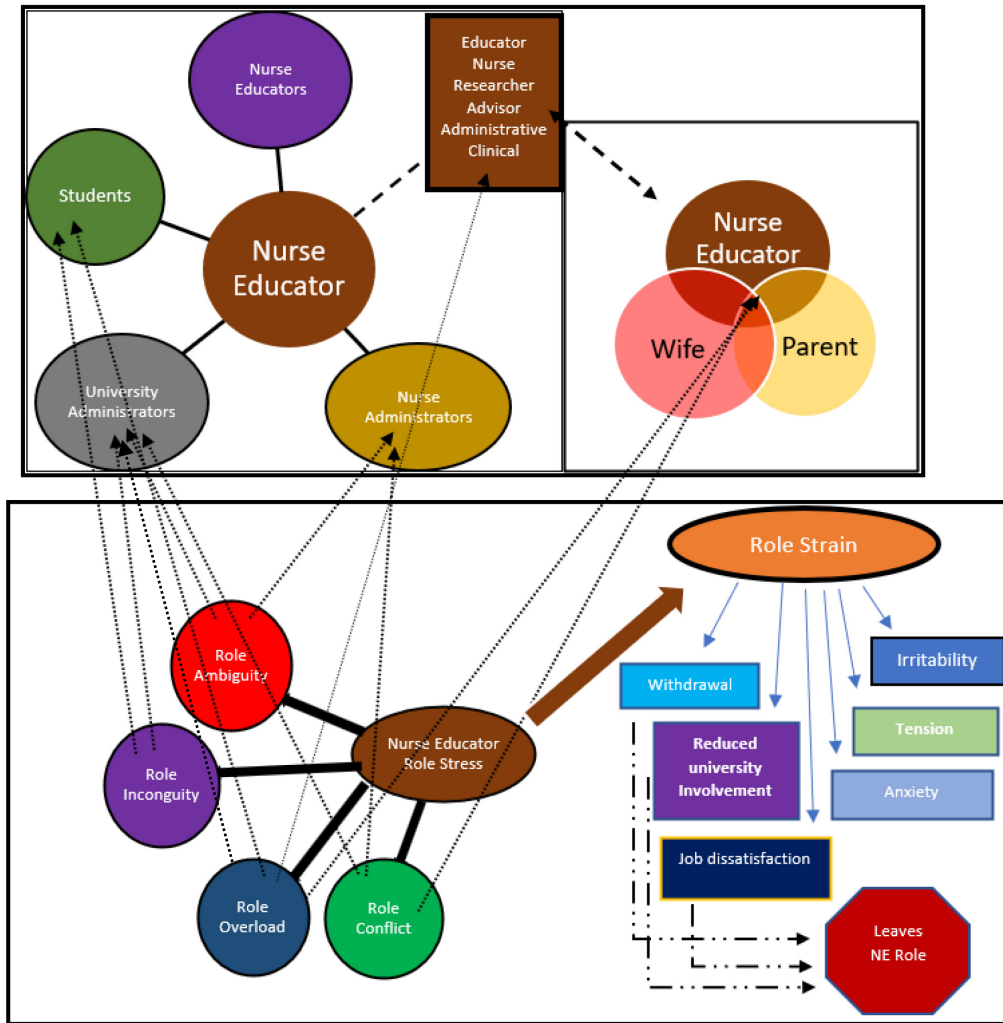 Nurse
Educators
Educator
Nurse
Researcher
Advisor
Administrative
Clinical
Students
Nurse
Educator
Nurse
Educator
Wife
Parent
University
Administrators
Nurse
Administrators
Role Strain
Role
Ambiguity
Irritability
Withdrawal
Nurse Educator
Role Stress
Reduced
university
Involvement
Tension
Role
Inconguity
Anxiety
Job dissatisfaction
Role
Overload
Role
Conflict
Leaves
NE Role